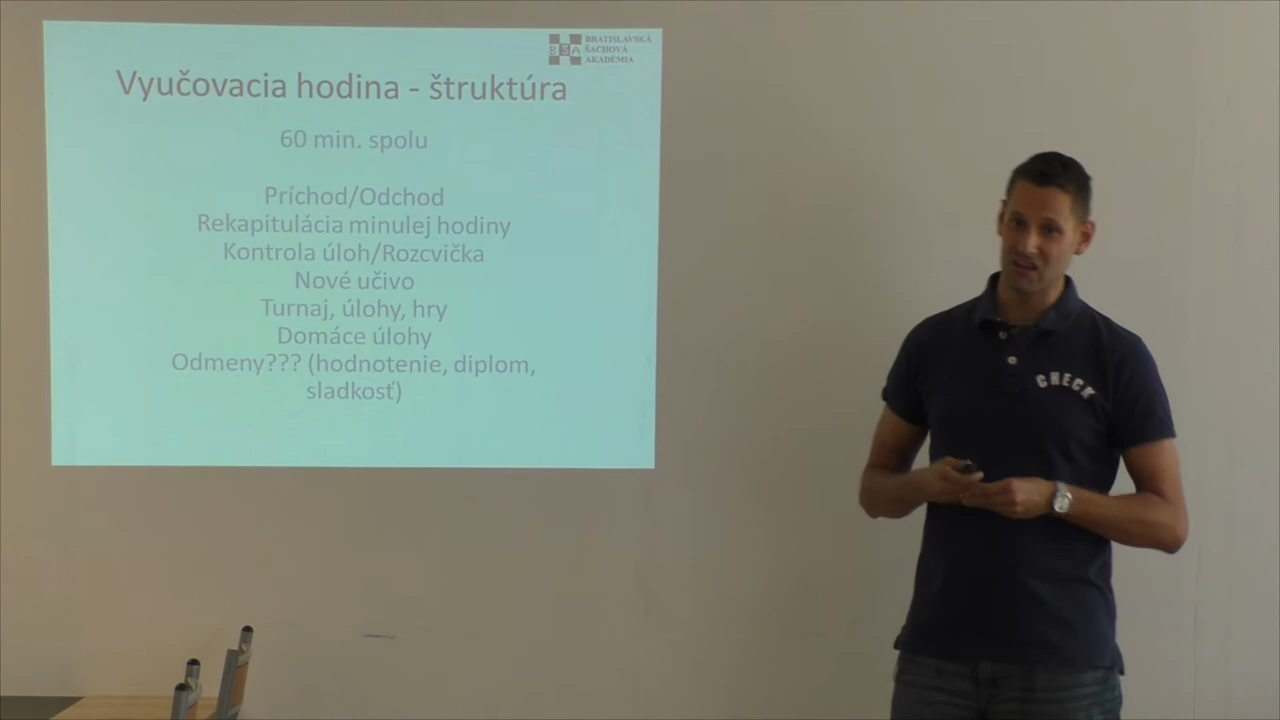 BRATISLAVSKÁ
ŠACHOVÁ
AKADÉMIA
BSA
Vyučovacia hodina - štruktúra
60 min. spolu
Príchod/Odchod
Rekapitulácia minulej hodiny
Kontrola úloh/Rozcvička
Nové učivo
Turnaj, úlohy, hry
Domáce úlohy
Odmeny??? (hodnotenie, diplom,
sladkosť)
CHECK